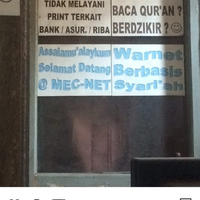 TIDAK MELAYANI
PRINT TERKAIT
BANK / ASUR. / RIBA
BACA QUR'AN ?
BERDZIKIR ?
Assalamu'alaykum
Selamat Datang
@ MEC-NET
Warnet
Berbasis
Syari'ah